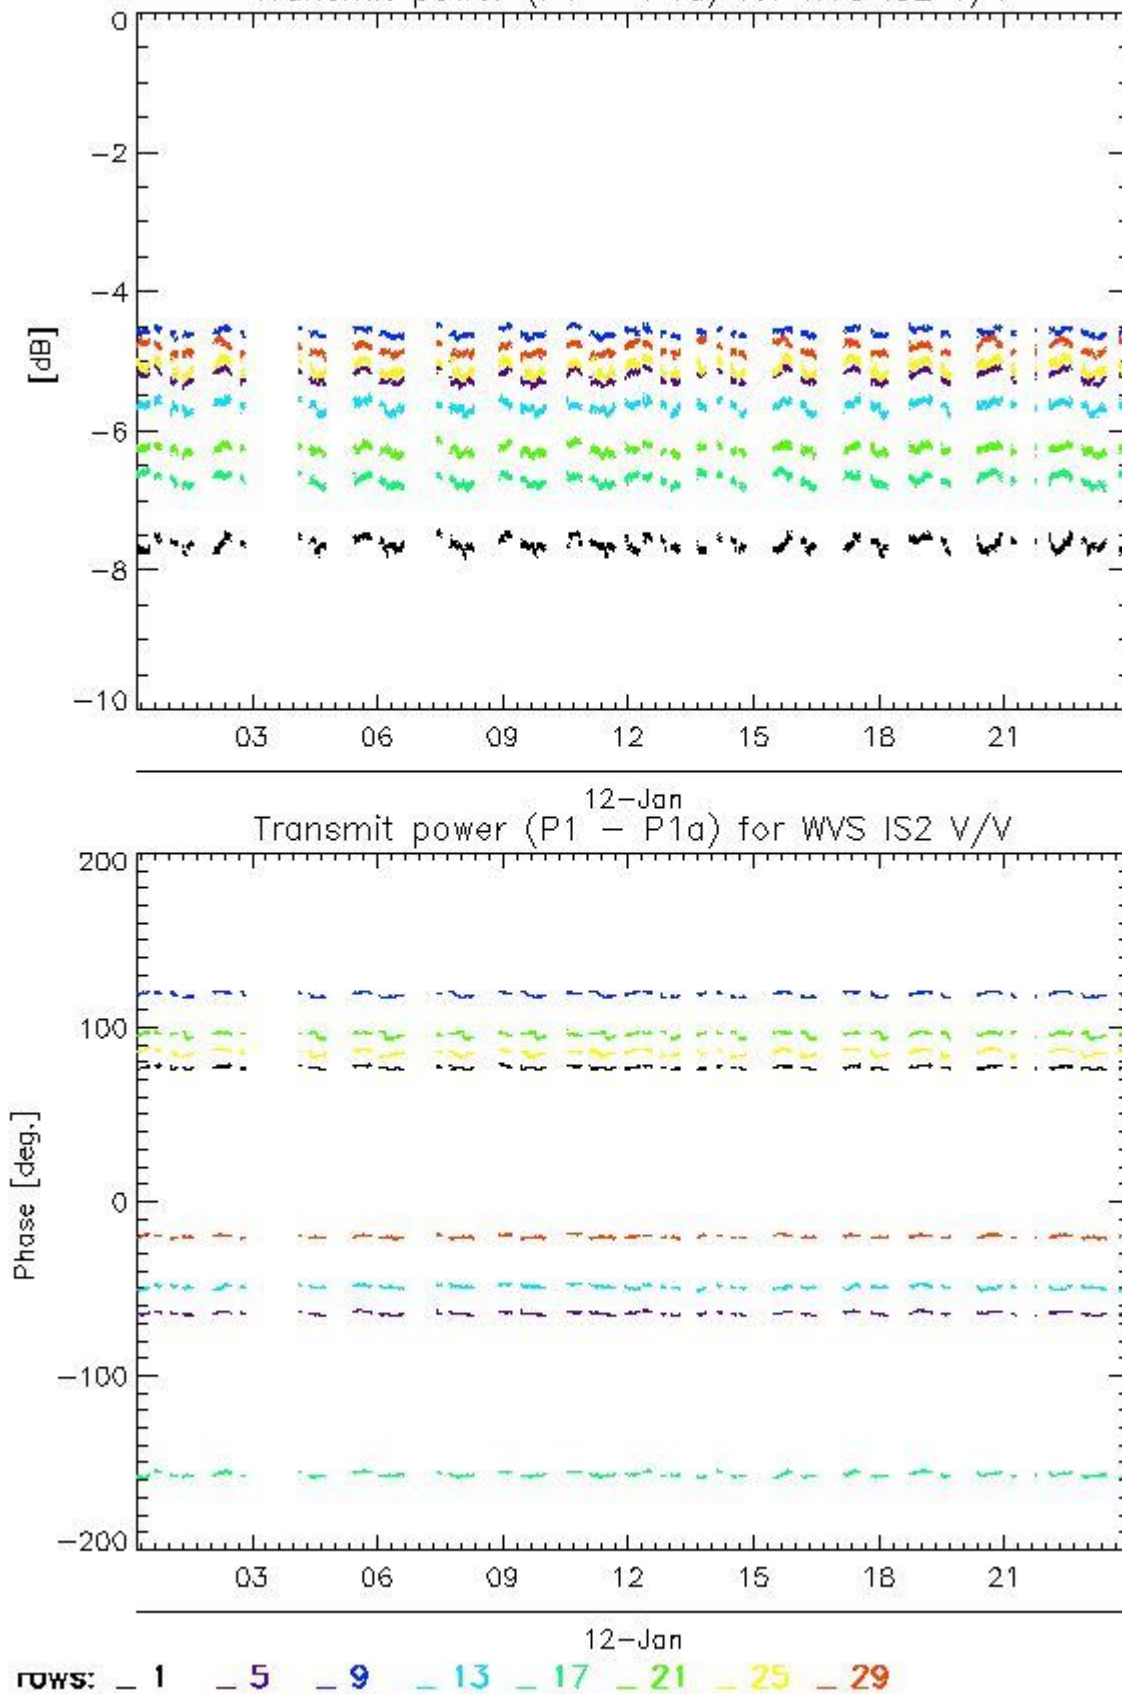 0
−2
−4
[dB]
−6
−8
−10
03 06 09 12 15 18 21
12-Jan
Transmit power (P1 − P1a) for WVS IS2 V/V
200
100
0
Phase [deg.]
−100
−200
03 06 09 12 15 18 21
12-Jan
rows: _ 1 _ 5 _ 9 _ 13 _ 17 _ 21 _ 25 _ 29